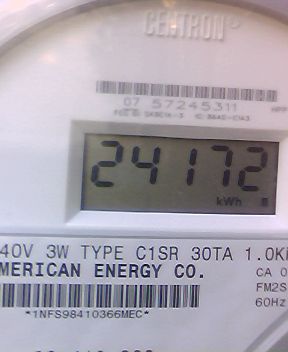 CENTRON®
07 57245311
24172
kWh
40V 3W TYPE C1SR 30TA 1.0K
MERICAN ENERGY CO.
CA 0
FM2S
60Hz
*1NFS98410366MEC*